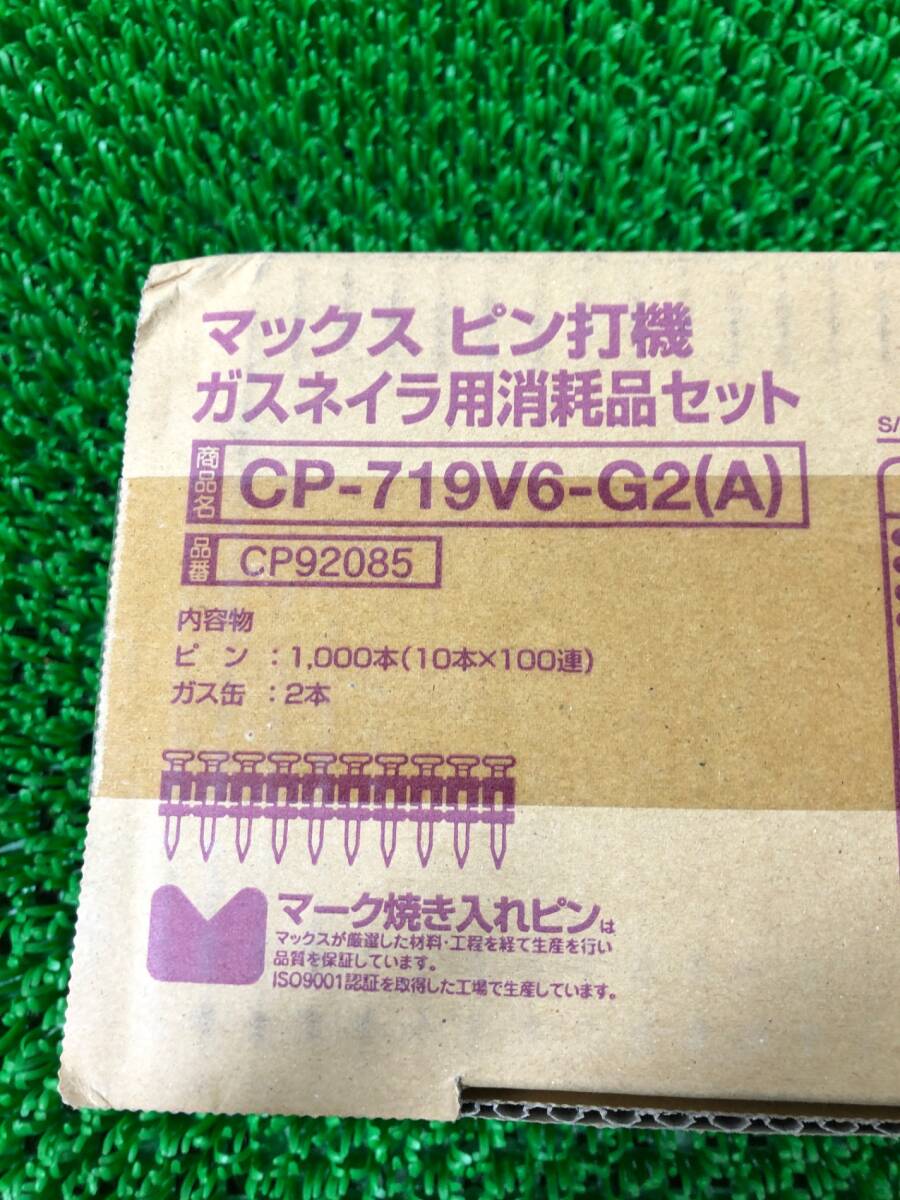 マックス ピン打機
ガスネイラ用消耗品セット
商品名 CP-719V6-G2(A)
品番 CP92085
内容物
ピン：1,000本(10本×100連)
ガス缶：2本
マーク焼き入れピンは
マックスが厳選した材料・工程を経て生産を行い
品質を保証しています。
ISO9001認証を取得した工場で生産しています。
S/